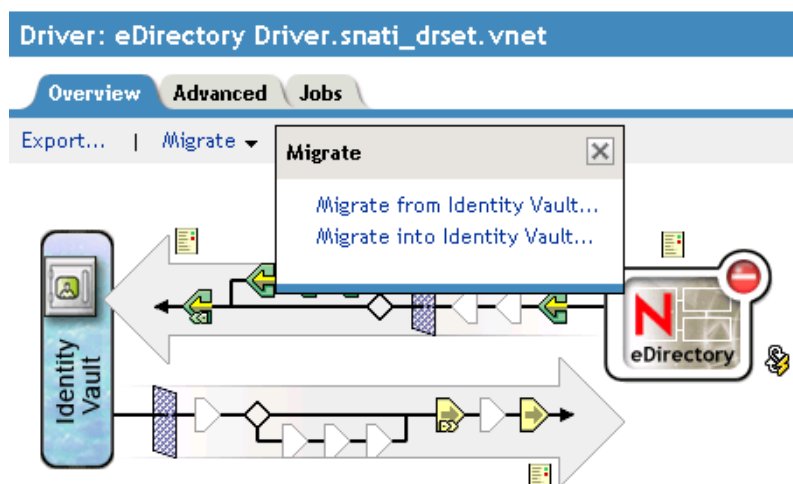 Driver: eDirectory Driver.snati_drset.vnet
Overview Advanced Jobs
Export... | Migrate
Migrate
Migrate from Identity Vault...
Migrate into Identity Vault...
Identity
Vault
N
eDirectory